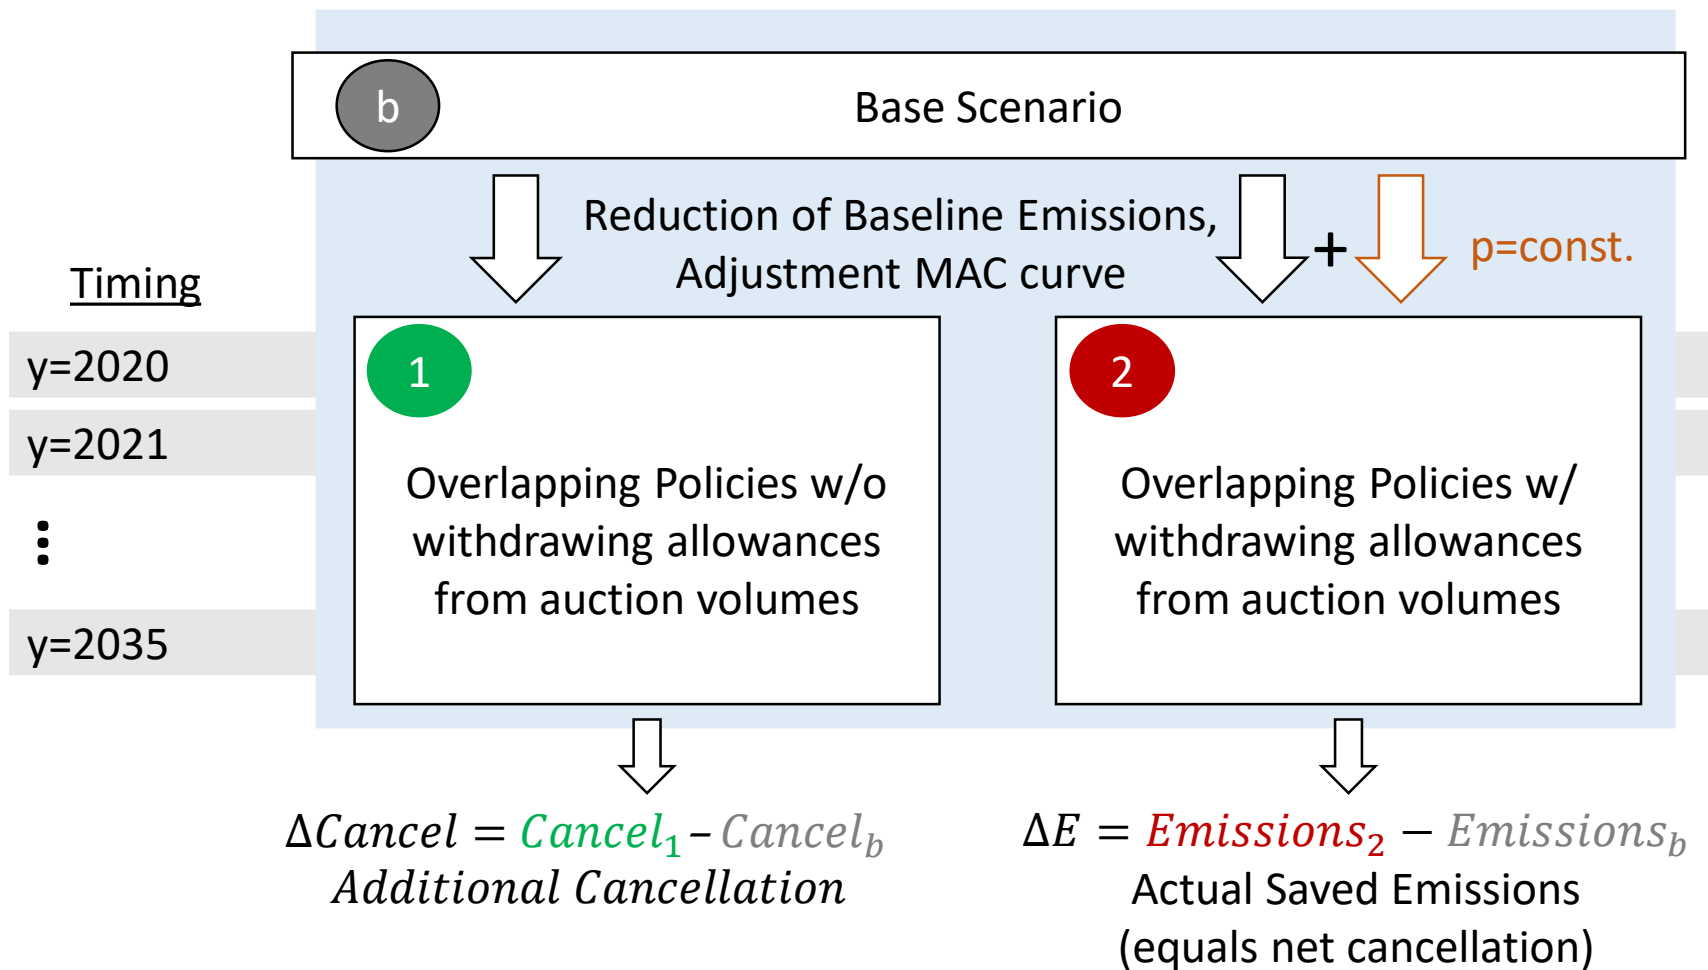 b
Base Scenario
Reduction of Baseline Emissions,
Adjustment MAC curve
+
p=const.
Timing
y=2020
y=2021
⋮
y=2035
1
Overlapping Policies w/o
withdrawing allowances
from auction volumes
2
Overlapping Policies w/
withdrawing allowances
from auction volumes
ΔCancel = Cancel₁ – Cancel_b
Additional Cancellation
ΔE = Emissions₂ − Emissions_b
Actual Saved Emissions
(equals net cancellation)